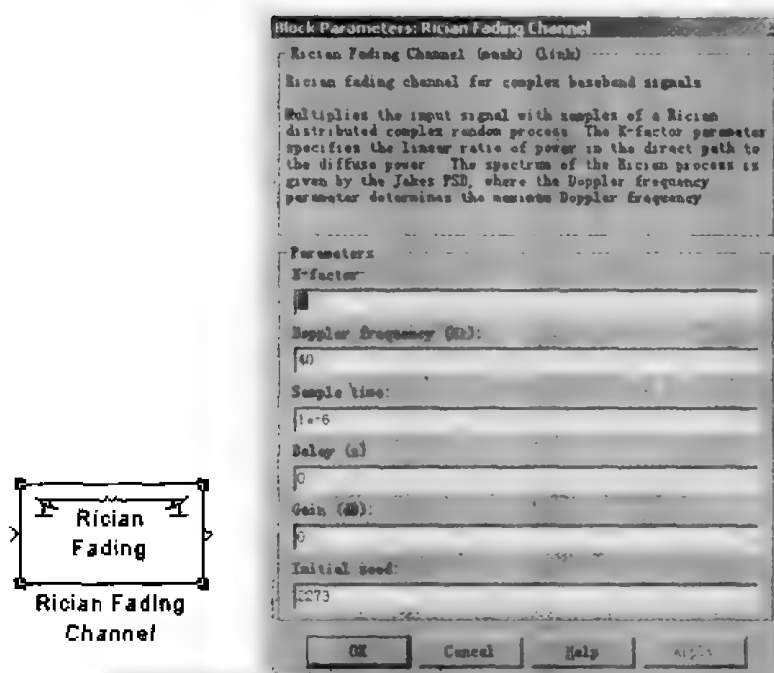 Block Parameters: Rician Fading Channel
Rician Fading Channel (mask) (link)
Rician fading channel for complex baseband signals
Multiplies the input signal with samples of a Rician
distributed complex random process. The K-factor parameter
specifies the linear ratio of power in the direct path to
the diffuse power. The spectrum of the Rician process is
given by the Jakes PSD, where the Doppler frequency
parameter determines the maximum Doppler frequency
Parameters
K-factor
Doppler frequency (Hz):
40
Sample time:
1e-6
Delay (s)
0
Gain (dB):
0
Initial seed:
2273
OK Cancel Help Apply
Rician
Fading
Rician Fading
Channel